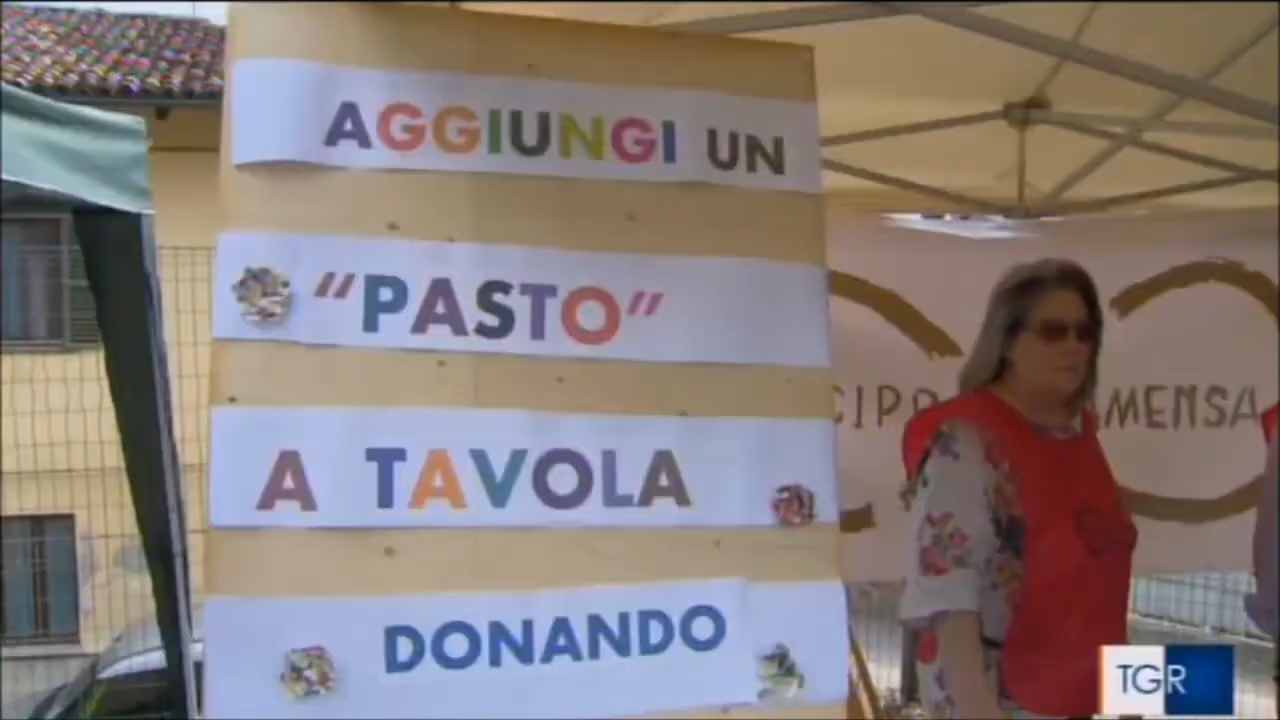 AGGIUNGI UN
"PASTO"
A TAVOLA
DONANDO
MENSA
TGR